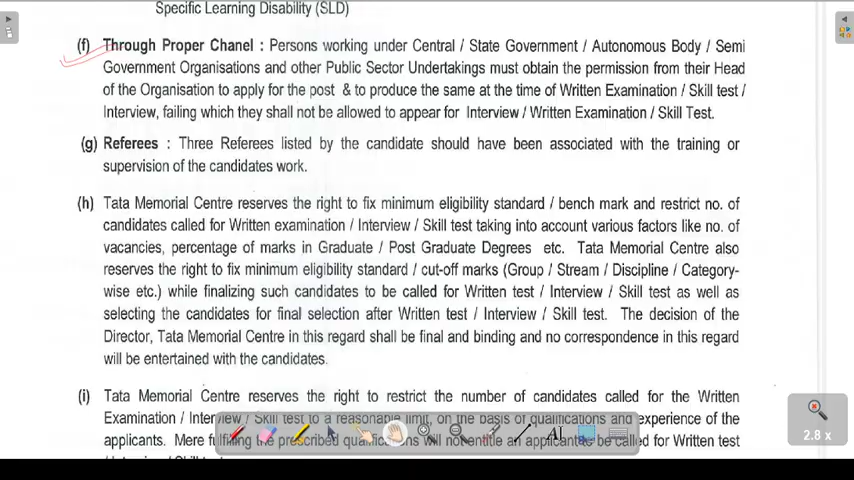 Specific Learning Disability (SLD)
(f) Through Proper Chanel : Persons working under Central / State Government / Autonomous Body / Semi
Government Organisations and other Public Sector Undertakings must obtain the permission from their Head
of the Organisation to apply for the post & to produce the same at the time of Written Examination / Skill test /
Interview, failing which they shall not be allowed to appear for Interview / Written Examination / Skill Test.
(g) Referees : Three Referees listed by the candidate should have been associated with the training or
supervision of the candidates work.
(h) Tata Memorial Centre reserves the right to fix minimum eligibility standard / bench mark and restrict no. of
candidates called for Written examination / Interview / Skill test taking into account various factors like no. of
vacancies, percentage of marks in Graduate / Post Graduate Degrees etc. Tata Memorial Centre also
reserves the right to fix minimum eligibility standard / cut-off marks (Group / Stream / Discipline / Category-
wise etc.) while finalizing such candidates to be called for Written test / Interview / Skill test as well as
selecting the candidates for final selection after Written test / Interview / Skill test. The decision of the
Director, Tata Memorial Centre in this regard shall be final and binding and no correspondence in this regard
will be entertained with the candidates.
(i) Tata Memorial Centre reserves the right to restrict the number of candidates called for the Written
Examination / Interview / Skill test to a reasonable limit, on the basis of qualifications and experience of the
applicants. Mere fulfilling the prescribed qualifications will not entitle an applicant to be called for Written test
2.8 x